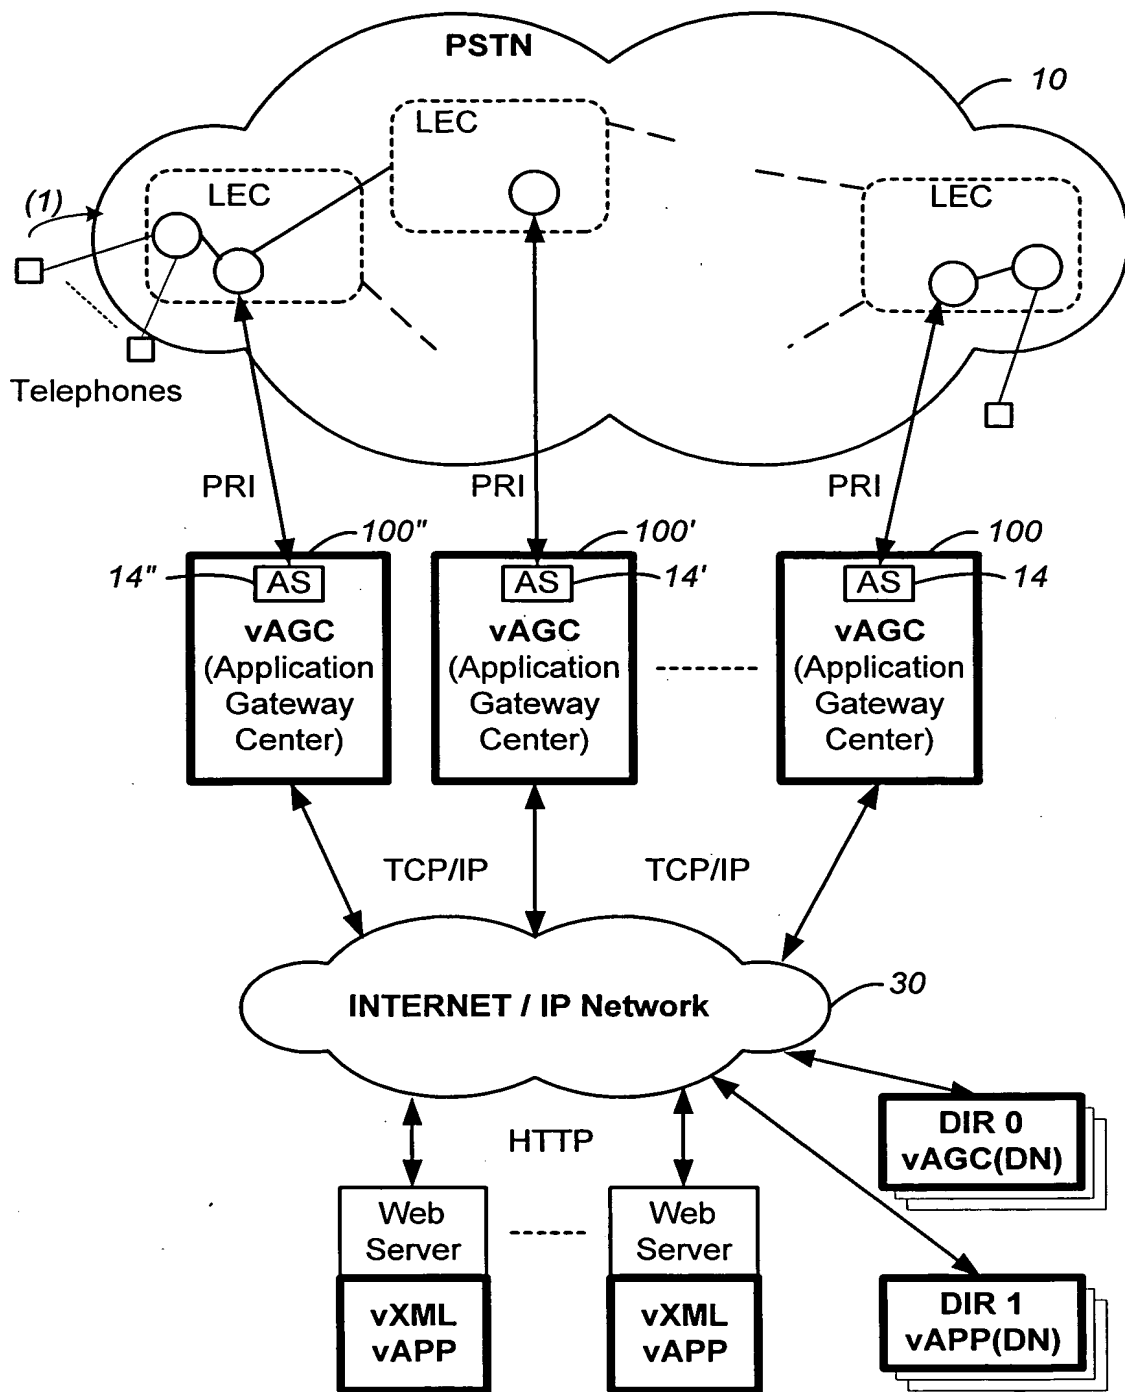 PSTN
10
LEC
LEC
LEC
(1)
Telephones
PRI
PRI
PRI
100"
100'
100
14"
AS
AS
14'
AS
14
vAGC
(Application
Gateway
Center)
vAGC
(Application
Gateway
Center)
vAGC
(Application
Gateway
Center)
TCP/IP
TCP/IP
30
INTERNET / IP Network
HTTP
DIR 0
vAGC(DN)
Web
Server
Web
Server
vXML
vAPP
vXML
vAPP
DIR 1
vAPP(DN)